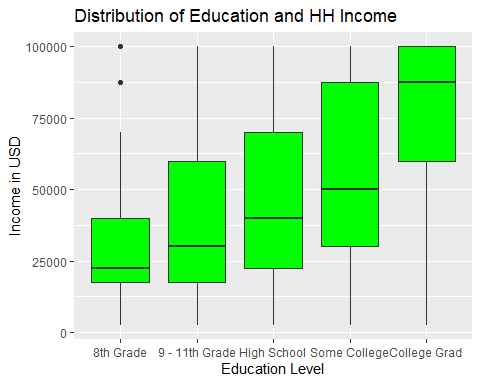 Distribution of Education and HH Income
100000
75000
50000
25000
0
Income in USD
8th Grade 9 - 11th Grade High School Some College College Grad
Education Level